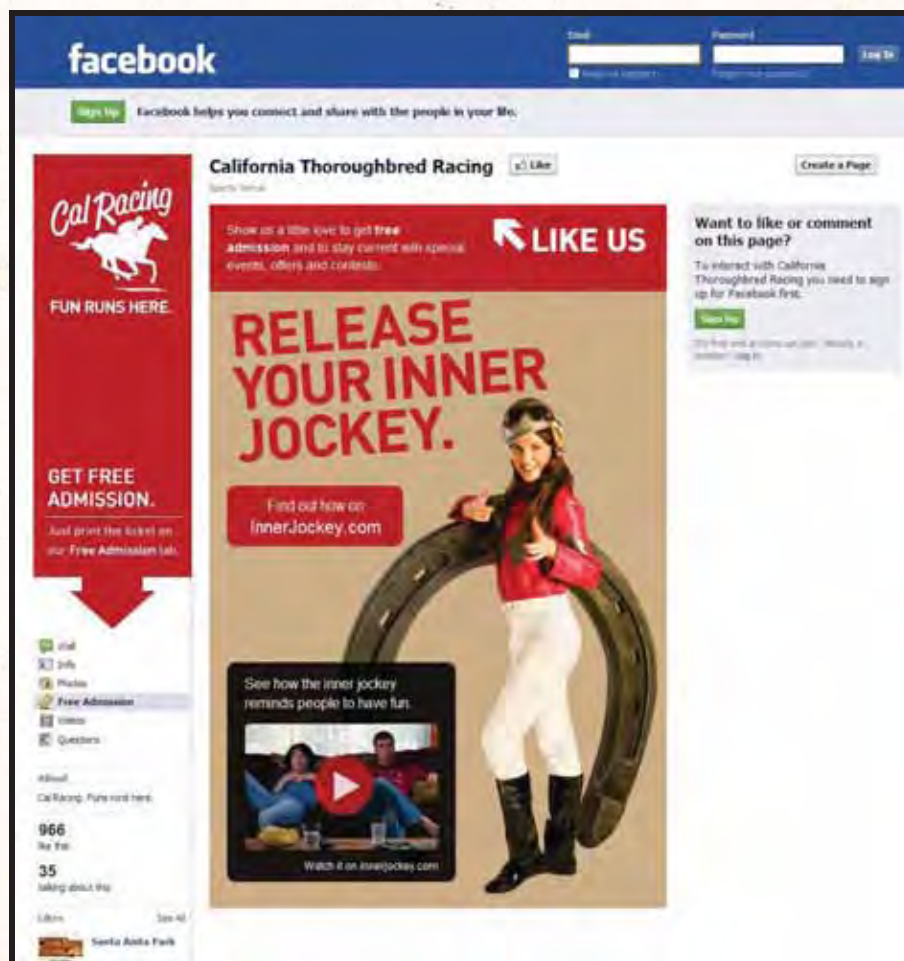 facebook
Email
Password
Log In
Sign Up
Facebook helps you connect and share with the people in your life.
Cal Racing
FUN RUNS HERE.
GET FREE
ADMISSION.
Just print the ticket on
our Free Admission tab.
Wall
Info
Photos
Free Admission
Videos
Questions
About
966
like this
35
talking about this
See All
Santa Anita Park
California Thoroughbred Racing
Like
Create a Page
Show us a little love to get free
admission and to stay current with special
events, offers and contests.
LIKE US
RELEASE
YOUR INNER
JOCKEY.
Find out how on
InnerJockey.com
See how the inner jockey
reminds people to have fun.
Watch it on innerjockey.com
Want to like or comment
on this page?
To interact with California
Thoroughbred Racing you need to sign
up for Facebook first.
Sign Up